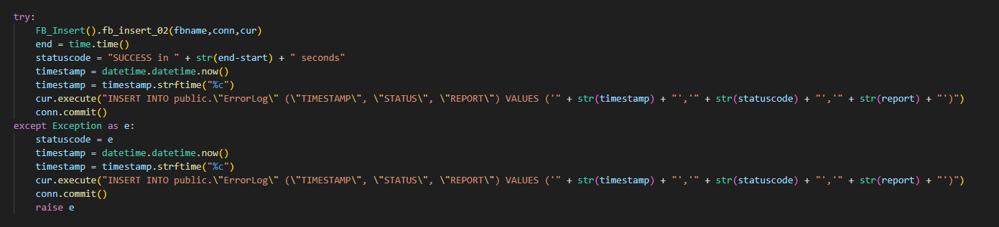 try:
    FB_Insert().fb_insert_02(fbname,conn,cur)
    end = time.time()
    statuscode = "SUCCESS in " + str(end-start) + " seconds"
    timestamp = datetime.datetime.now()
    timestamp = timestamp.strftime("%c")
    cur.execute("INSERT INTO public.\"ErrorLog\" (\"TIMESTAMP\", \"STATUS\", \"REPORT\") VALUES ('" + str(timestamp) + "','" + str(statuscode) + "','" + str(report) + "')")
    conn.commit()
except Exception as e:
    statuscode = e
    timestamp = datetime.datetime.now()
    timestamp = timestamp.strftime("%c")
    cur.execute("INSERT INTO public.\"ErrorLog\" (\"TIMESTAMP\", \"STATUS\", \"REPORT\") VALUES ('" + str(timestamp) + "','" + str(statuscode) + "','" + str(report) + "')")
    conn.commit()
    raise e